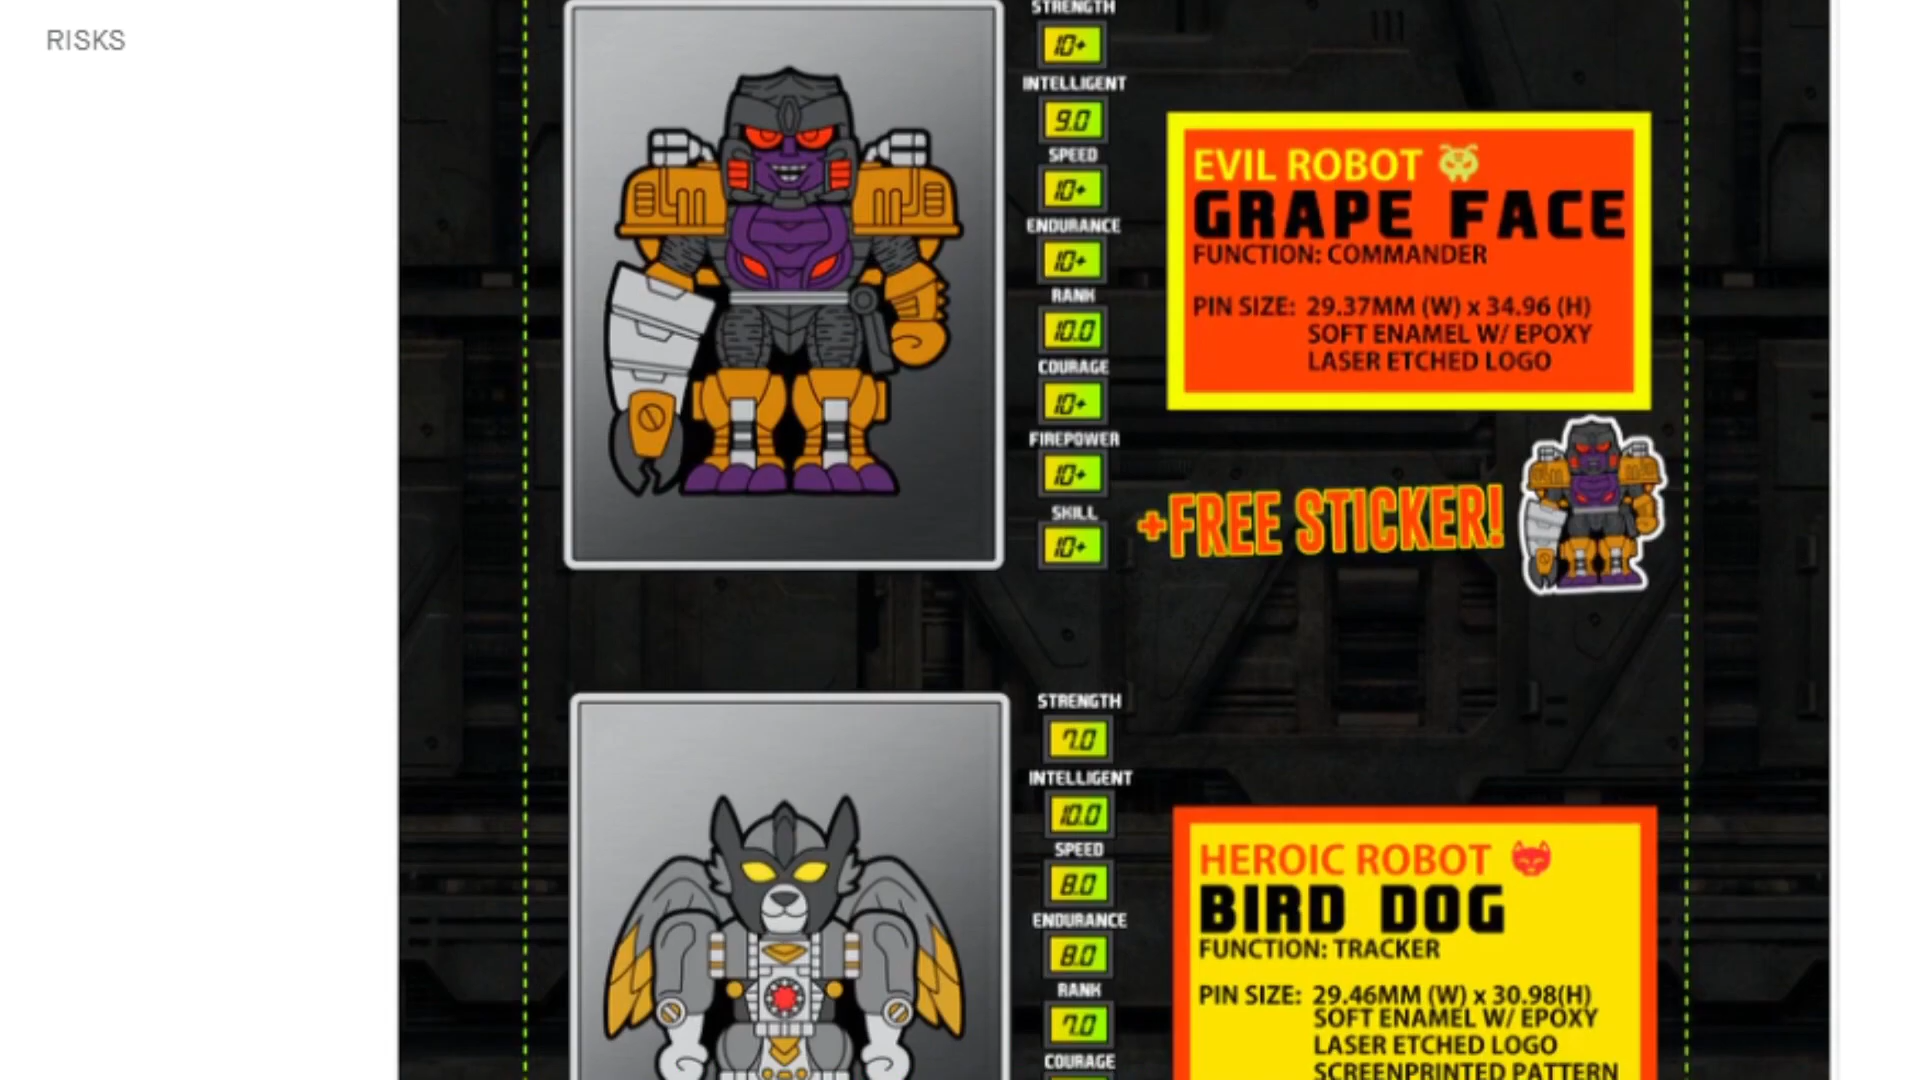 RISKS
STRENGTH
10+
INTELLIGENT
9.0
SPEED
10+
ENDURANCE
10+
RANK
10.0
COURAGE
10+
FIREPOWER
10+
SKILL
10+
EVIL ROBOT
GRAPE FACE
FUNCTION: COMMANDER
PIN SIZE: 29.37MM (W) x 34.96 (H)
SOFT ENAMEL W/ EPOXY
LASER ETCHED LOGO
+FREE STICKER!
STRENGTH
7.0
INTELLIGENT
10.0
SPEED
8.0
ENDURANCE
8.0
RANK
7.0
COURAGE
HEROIC ROBOT
BIRD DOG
FUNCTION: TRACKER
PIN SIZE: 29.46MM (W) x 30.98(H)
SOFT ENAMEL W/ EPOXY
LASER ETCHED LOGO
SCREENPRINTED PATTERN